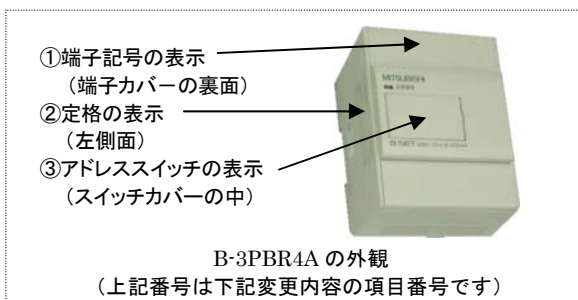 ①端子記号の表示
（端子カバーの裏面）
②定格の表示
（左側面）
③アドレススイッチの表示
（スイッチカバーの中）
MITSUBISHI
B-NET
B-3PBR4A の外観
（上記番号は下記変更内容の項目番号です）